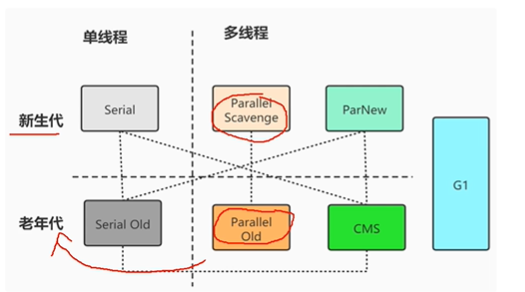 单线程
多线程
新生代
Serial
Parallel
Scavenge
ParNew
G1
老年代
Serial Old
Parallel
Old
CMS